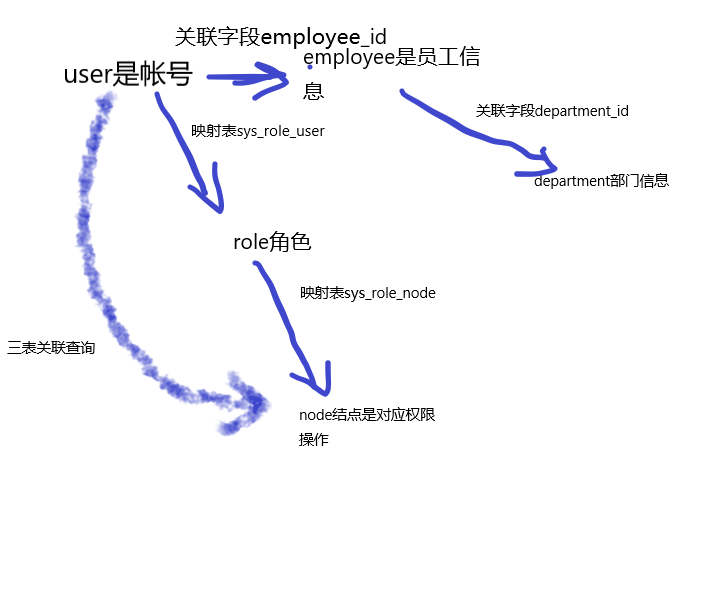 关联字段employee_id
user是帐号
employee是员工信
息
关联字段department_id
映射表sys_role_user
department部门信息
role角色
映射表sys_role_node
三表关联查询
node结点是对应权限
操作